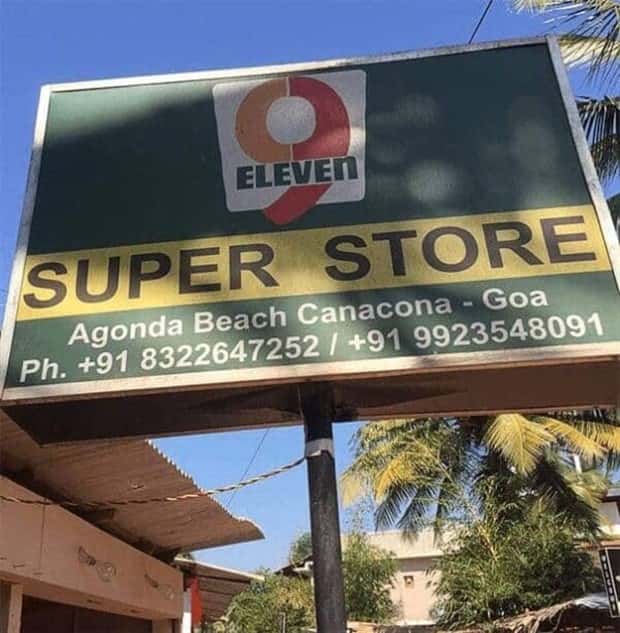 9
ELEVEn
SUPER STORE
Agonda Beach Canacona - Goa
Ph. +91 8322647252 / +91 9923548091